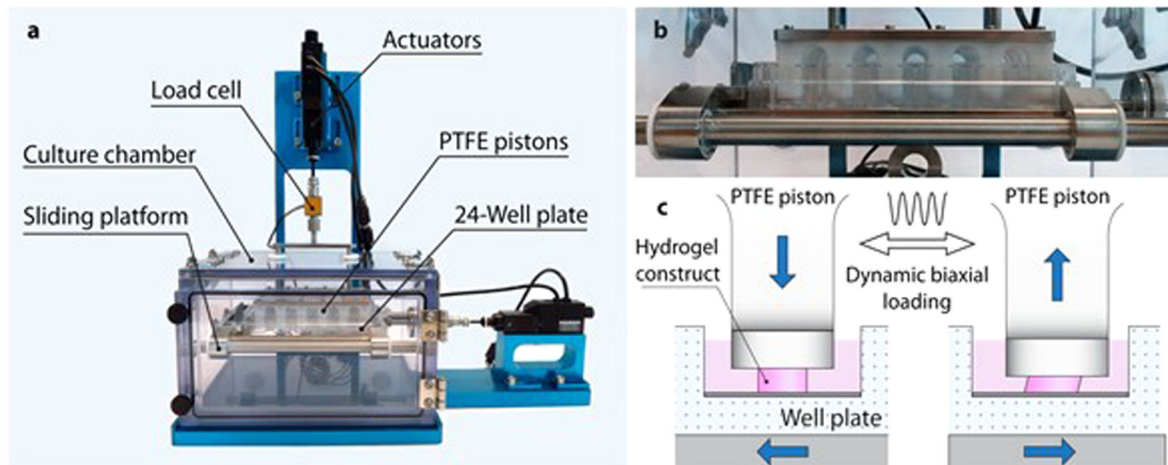 a
Actuators
Load cell
Culture chamber
PTFE pistons
Sliding platform
24-Well plate
b
c
PTFE piston
PTFE piston
Hydrogel
construct
Dynamic biaxial
loading
Well plate